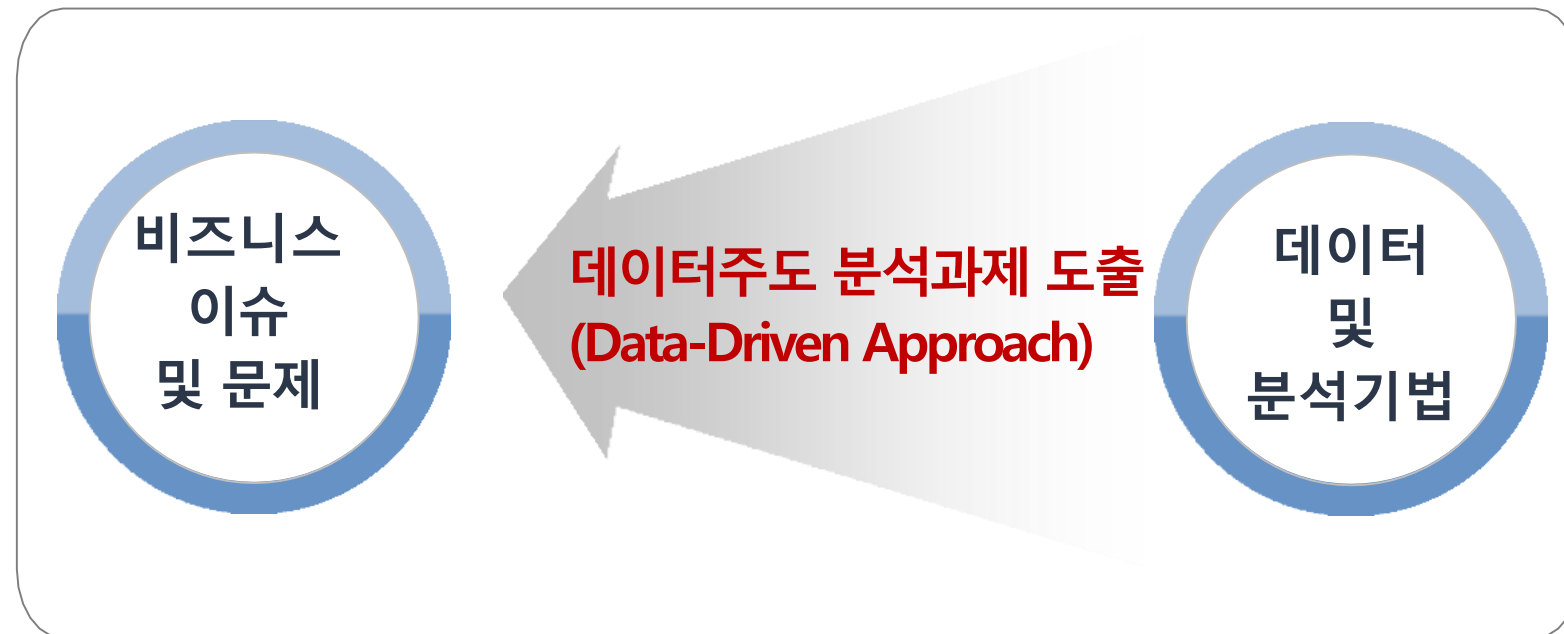 비즈니스
이슈
및 문제
데이터주도 분석과제 도출
(Data-Driven Approach)
데이터
및
분석기법